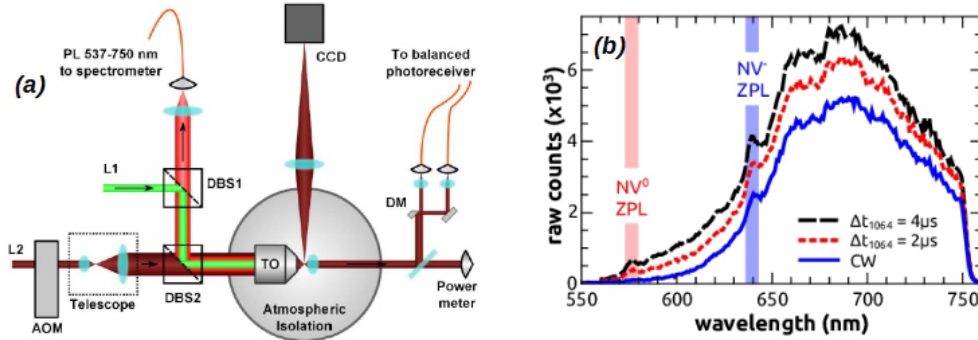 (a)
PL 537-750 nm
to spectrometer
CCD
To balanced
photoreceiver
L1
DBS1
DM
L2
TO
DBS2
Telescope
AOM
Atmospheric
Isolation
Power
meter
(b)
raw counts (x10³)
6
4
2
0
NV⁻
ZPL
NV⁰
ZPL
Δt₁₀₆₄ = 4μs
Δt₁₀₆₄ = 2μs
CW
550 600 650 700 750
wavelength (nm)